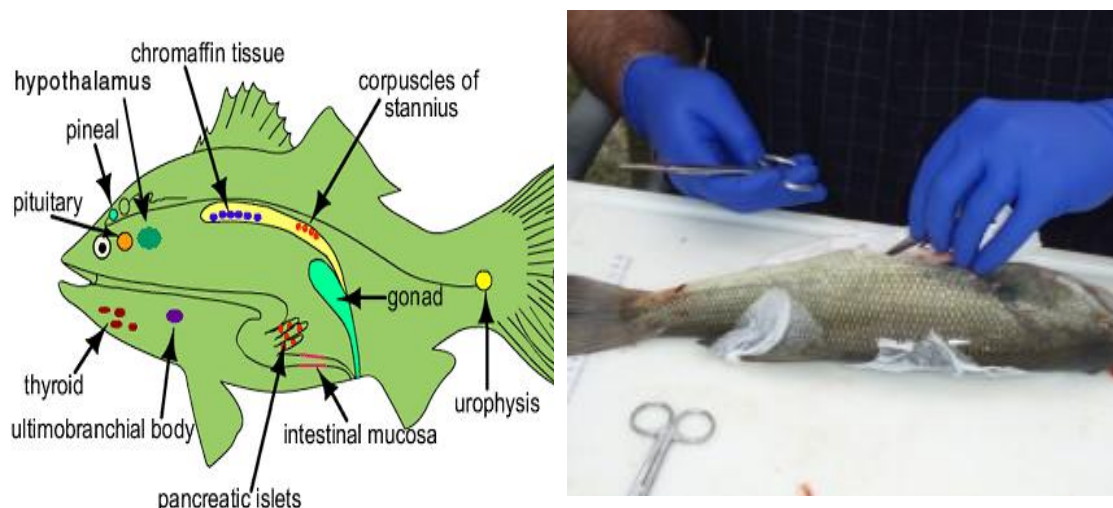 chromaffin tissue
hypothalamus
corpuscles of
stannius
pineal
pituitary
gonad
thyroid
urophysis
ultimobranchial body
intestinal mucosa
pancreatic islets